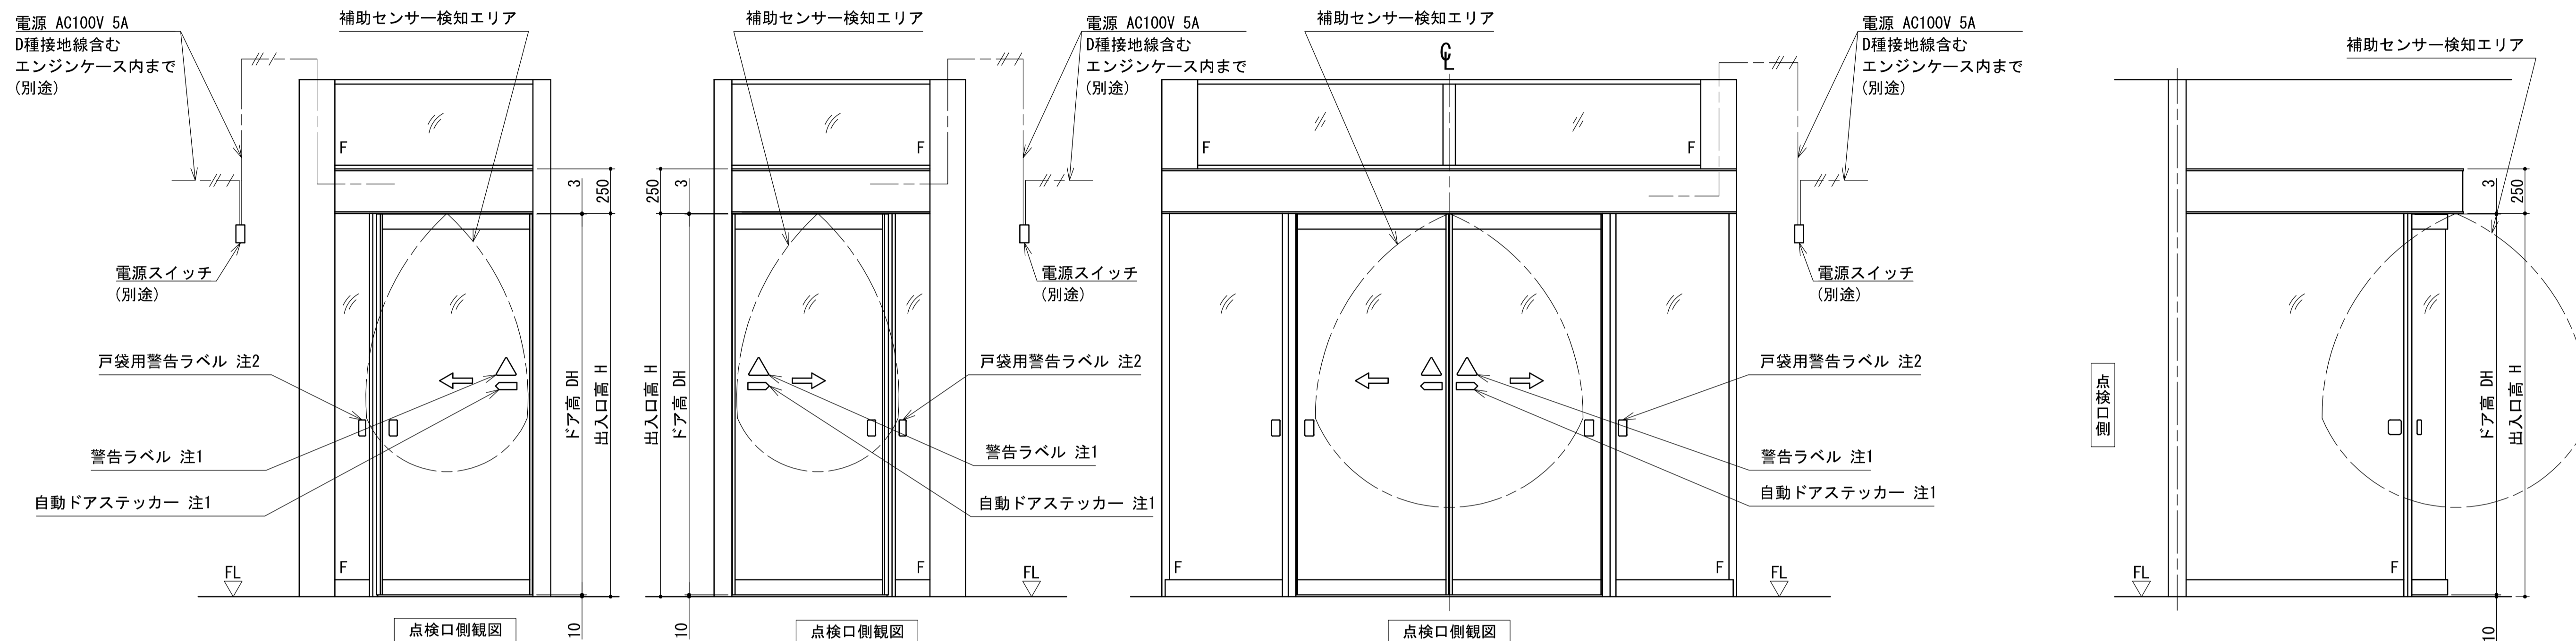 電源 AC100V 5A
D種接地線含む
エンジンケース内まで
(別途)
補助センサー検知エリア
F
3
250
電源スイッチ
(別途)
戸袋用警告ラベル 注2
ドア高 DH
出入口高 H
警告ラベル 注1
自動ドアステッカー 注1
F
FL
点検口側観図
10
補助センサー検知エリア
電源 AC100V 5A
D種接地線含む
エンジンケース内まで
(別途)
F
250
3
電源スイッチ
(別途)
戸袋用警告ラベル 注2
出入口高 H
ドア高 DH
警告ラベル 注1
自動ドアステッカー 注1
F
FL
点検口側観図
10
補助センサー検知エリア
CL
電源 AC100V 5A
D種接地線含む
エンジンケース内まで
(別途)
F
F
電源スイッチ
(別途)
戸袋用警告ラベル 注2
警告ラベル 注1
自動ドアステッカー 注1
F
F
FL
点検口側観図
補助センサー検知エリア
3
250
点検口側
ドア高 DH
出入口高 H
F
FL
10